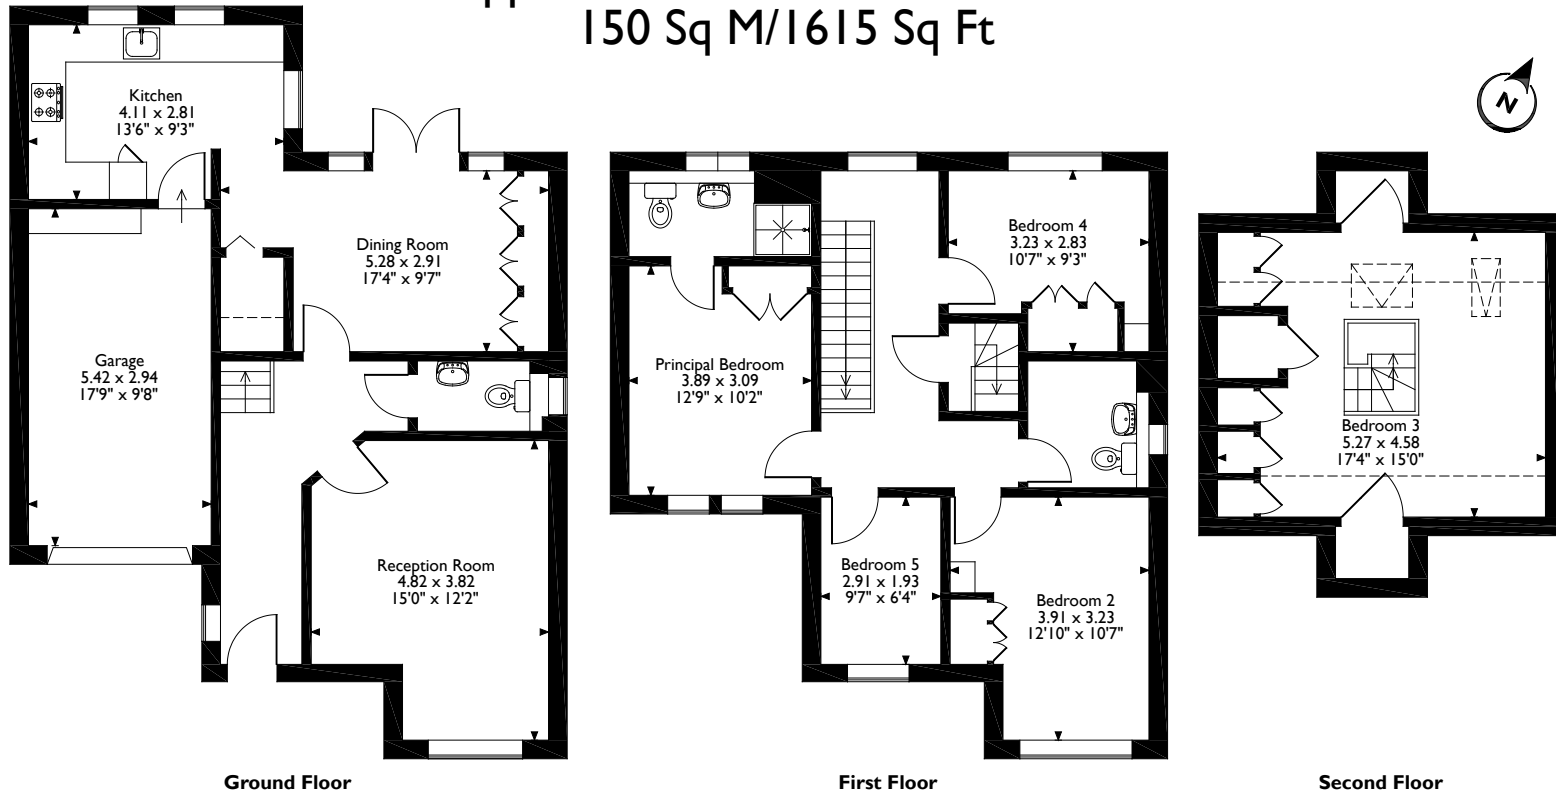 150 Sq M/1615 Sq Ft
N
Kitchen
4.11 x 2.81
13'6" x 9'3"
Dining Room
5.28 x 2.91
17'4" x 9'7"
Garage
5.42 x 2.94
17'9" x 9'8"
Reception Room
4.82 x 3.82
15'0" x 12'2"
Ground Floor
Bedroom 4
3.23 x 2.83
10'7" x 9'3"
Principal Bedroom
3.89 x 3.09
12'9" x 10'2"
Bedroom 5
2.91 x 1.93
9'7" x 6'4"
Bedroom 2
3.91 x 3.23
12'10" x 10'7"
First Floor
Bedroom 3
5.27 x 4.58
17'4" x 15'0"
Second Floor